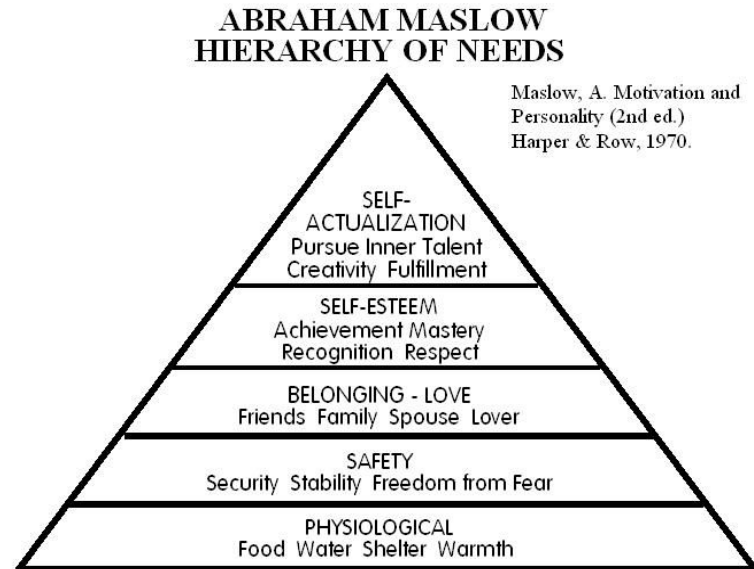 ABRAHAM MASLOW
HIERARCHY OF NEEDS
Maslow, A. Motivation and
Personality (2nd ed.)
Harper & Row, 1970.
SELF-
ACTUALIZATION
Pursue Inner Talent
Creativity Fulfillment
SELF-ESTEEM
Achievement Mastery
Recognition Respect
BELONGING - LOVE
Friends Family Spouse Lover
SAFETY
Security Stability Freedom from Fear
PHYSIOLOGICAL
Food Water Shelter Warmth